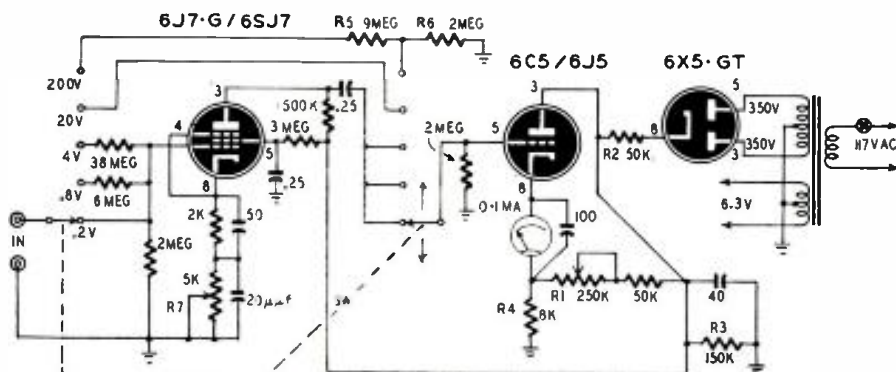 6J7-G / 6SJ7
R5 9MEG
R6 2MEG
6C5/6J5
6X5-GT
200V
20V
4V
.8V
.2V
IN
38 MEG
6 MEG
2MEG
4
3
5
8
500K
.25
3 MEG
.25
2K
50
5K
R7
20µµf
2MEG
5
3
8
0.1MA
100
R1 250K
50K
R4
8K
R2 50K
8
5
3
350V
350V
6.3V
117VAC
40
R3
150K